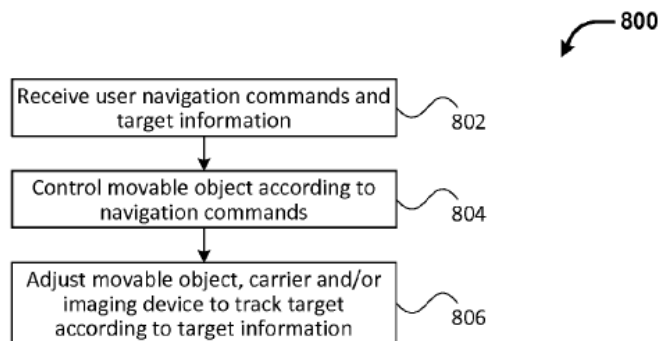 800
Receive user navigation commands and
target information
802
Control movable object according to
navigation commands
804
Adjust movable object, carrier and/or
imaging device to track target
according to target information
806